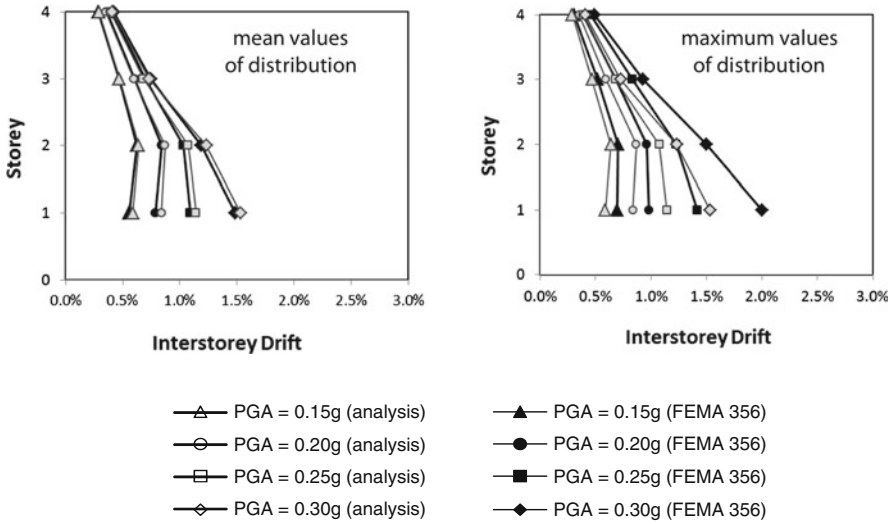 4
3
2
1
0
Storey
mean values
of distribution
0.0% 0.5% 1.0% 1.5% 2.0% 2.5% 3.0%
Interstorey Drift
4
3
2
1
0
Storey
maximum values
of distribution
0.0% 0.5% 1.0% 1.5% 2.0% 2.5% 3.0%
Interstorey Drift
PGA = 0.15g (analysis)
PGA = 0.20g (analysis)
PGA = 0.25g (analysis)
PGA = 0.30g (analysis)
PGA = 0.15g (FEMA 356)
PGA = 0.20g (FEMA 356)
PGA = 0.25g (FEMA 356)
PGA = 0.30g (FEMA 356)